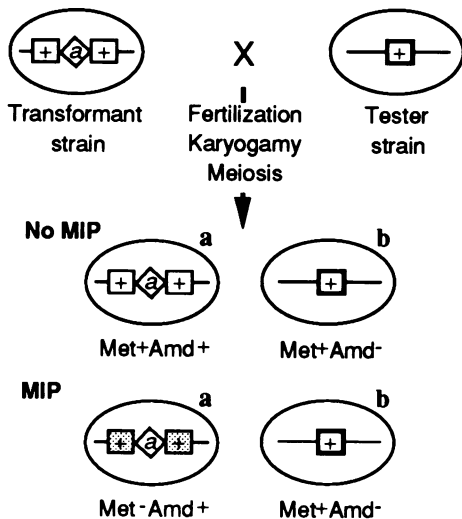 + a + X +
Transformant strain
Fertilization Karyogamy Meiosis
Tester strain
No MIP
a b
+ a + +
Met+Amd+ Met+Amd-
MIP
a b
+ a + +
Met-Amd+ Met+Amd-